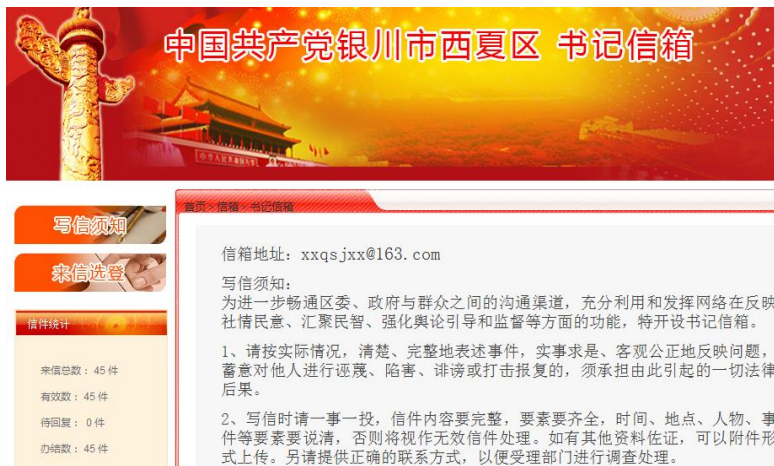 中国共产党银川市西夏区 书记信箱
首页 > 信箱 > 书记信箱
写信须知
来信选登
信件统计
来信总数：45 件
有效数：45 件
待回复：0 件
办结数：45 件
信箱地址：xxqsjxx@163.com
写信须知：
为进一步畅通区委、政府与群众之间的沟通渠道，充分利用和发挥网络在反映
社情民意、汇聚民智、强化舆论引导和监督等方面的功能，特开设书记信箱。
1、请按实际情况，清楚、完整地表述事件，实事求是、客观公正地反映问题，
蓄意对他人进行诬蔑、陷害、诽谤或打击报复的，须承担由此引起的一切法律
后果。
2、写信时请一事一投，信件内容要完整，要素要齐全，时间、地点、人物、事
件等要素要说清，否则将视作无效信件处理。如有其他资料佐证，可以附件形
式上传。另请提供正确的联系方式，以便受理部门进行调查处理。